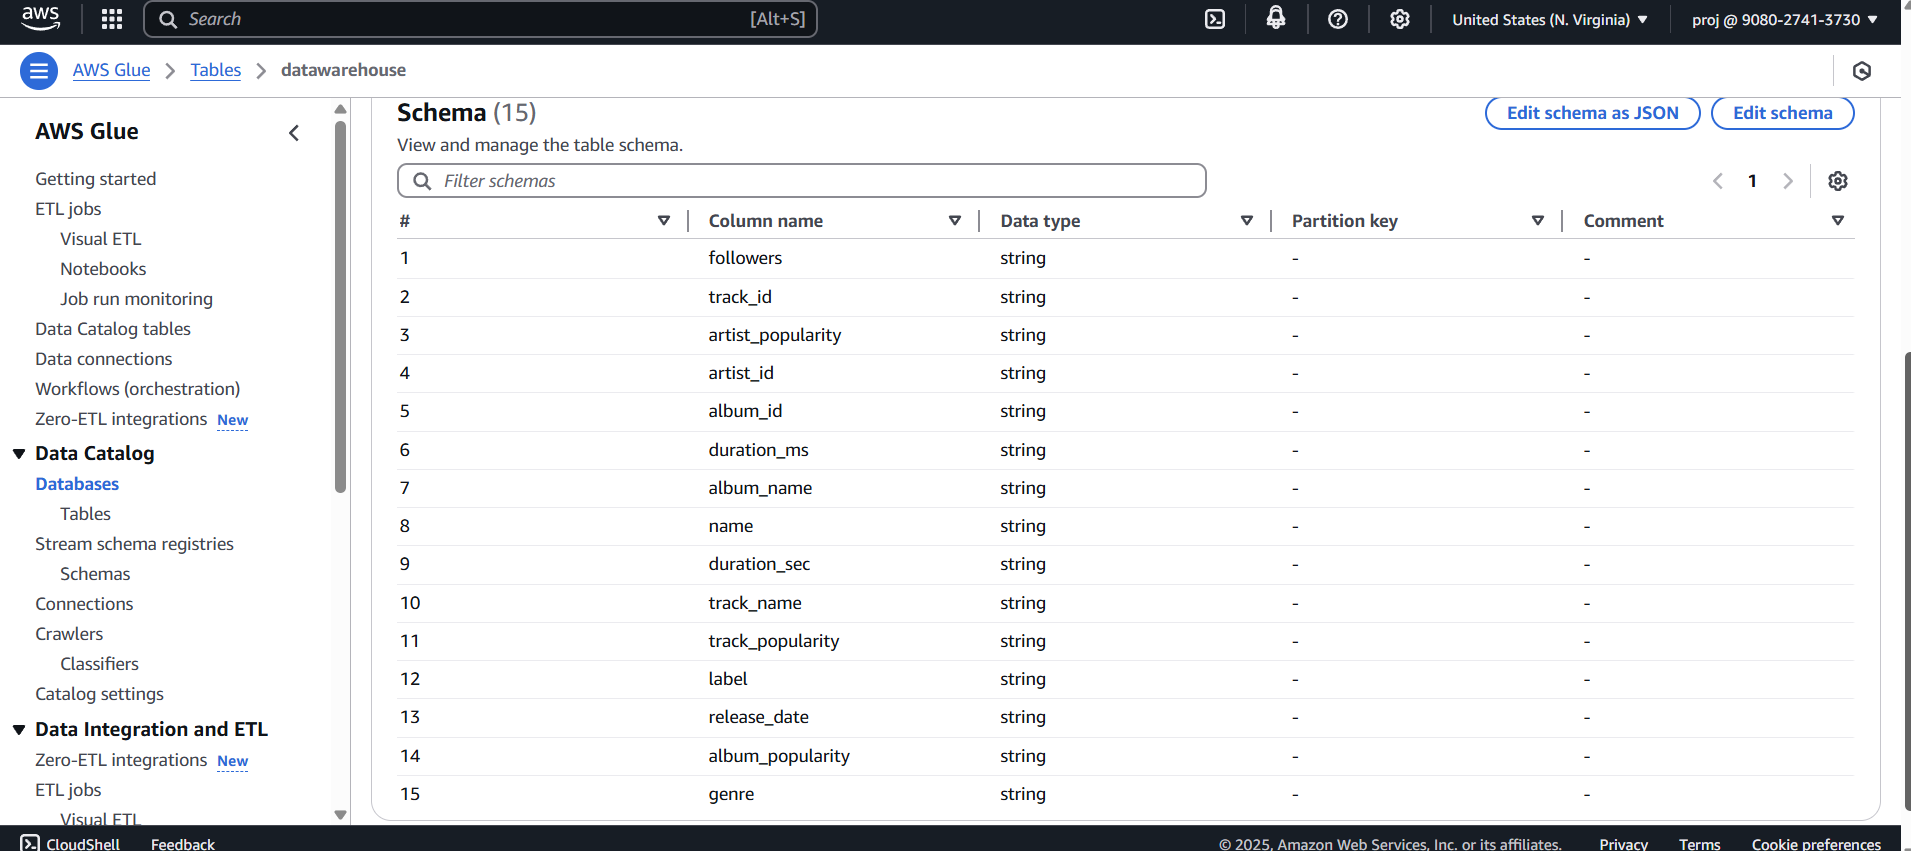 aws Search [Alt+S] United States (N. Virginia) ▼ proj @ 9080-2741-3730 ▼
AWS Glue > Tables > datawarehouse
AWS Glue
Getting started
ETL jobs
Visual ETL
Notebooks
Job run monitoring
Data Catalog tables
Data connections
Workflows (orchestration)
Zero-ETL integrations New
Data Catalog
Databases
Tables
Stream schema registries
Schemas
Connections
Crawlers
Classifiers
Catalog settings
Data Integration and ETL
Zero-ETL integrations New
ETL jobs
Visual ETL
Schema (15) Edit schema as JSON Edit schema
View and manage the table schema.
Filter schemas 1
# Column name Data type Partition key Comment
1 followers string - -
2 track_id string - -
3 artist_popularity string - -
4 artist_id string - -
5 album_id string - -
6 duration_ms string - -
7 album_name string - -
8 name string - -
9 duration_sec string - -
10 track_name string - -
11 track_popularity string - -
12 label string - -
13 release_date string - -
14 album_popularity string - -
15 genre string - -
CloudShell Feedback © 2025, Amazon Web Services, Inc. or its affiliates. Privacy Terms Cookie preferences